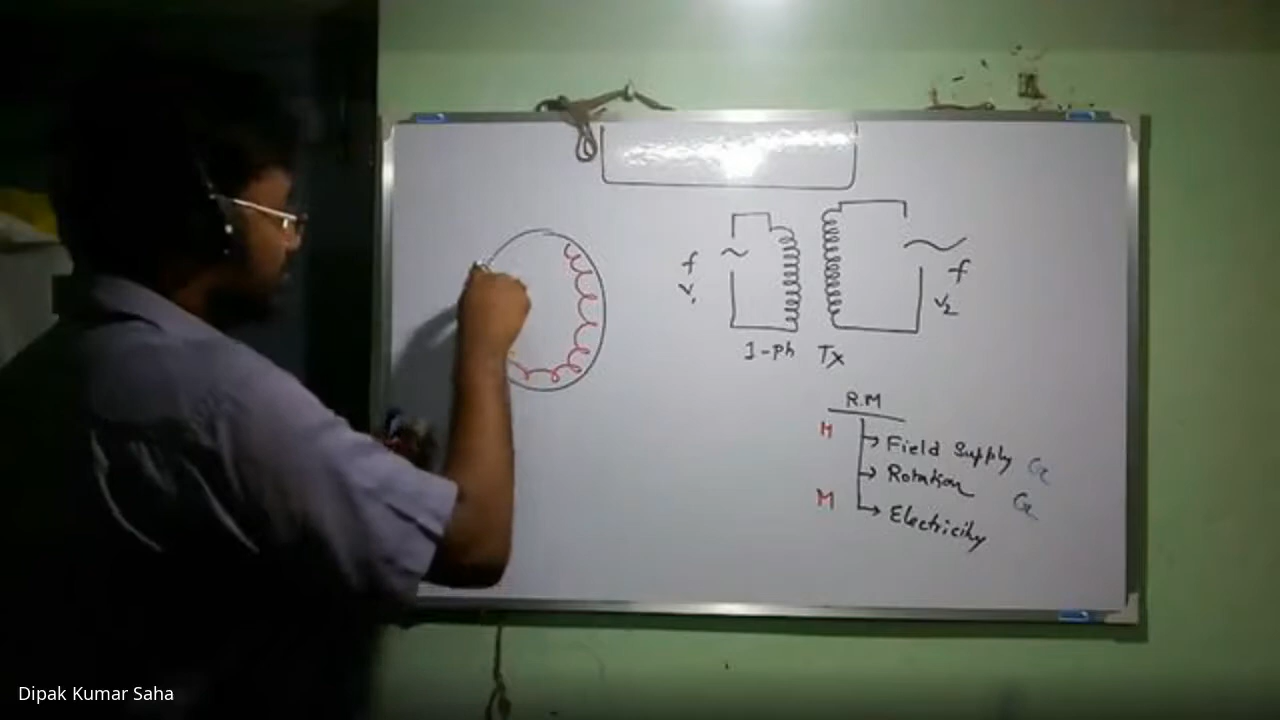 f
V1
f
V2
1-Ph Tx
R.M
M
Field Supply G
Rotation G
M
Electricity
Dipak Kumar Saha